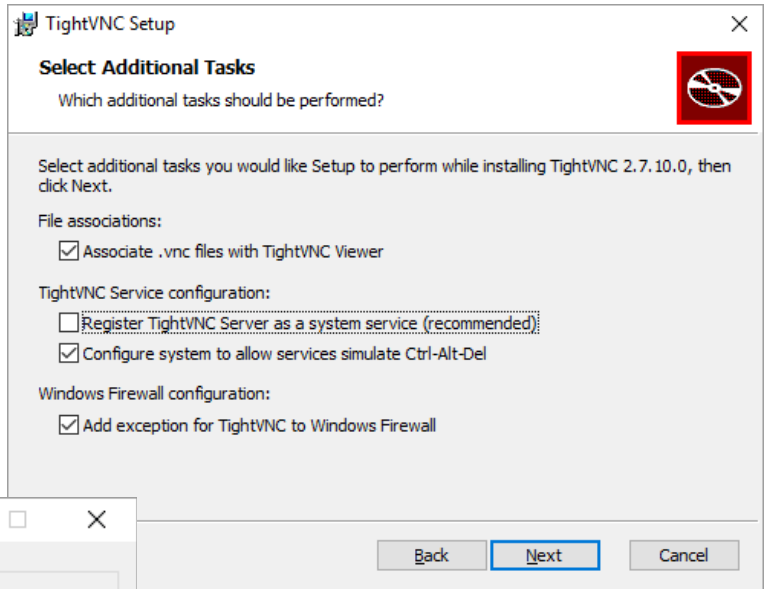 TightVNC Setup
Select Additional Tasks
Which additional tasks should be performed?
Select additional tasks you would like Setup to perform while installing TightVNC 2.7.10.0, then
click Next.
File associations:
Associate .vnc files with TightVNC Viewer
TightVNC Service configuration:
Register TightVNC Server as a system service (recommended)
Configure system to allow services simulate Ctrl-Alt-Del
Windows Firewall configuration:
Add exception for TightVNC to Windows Firewall
Back Next Cancel